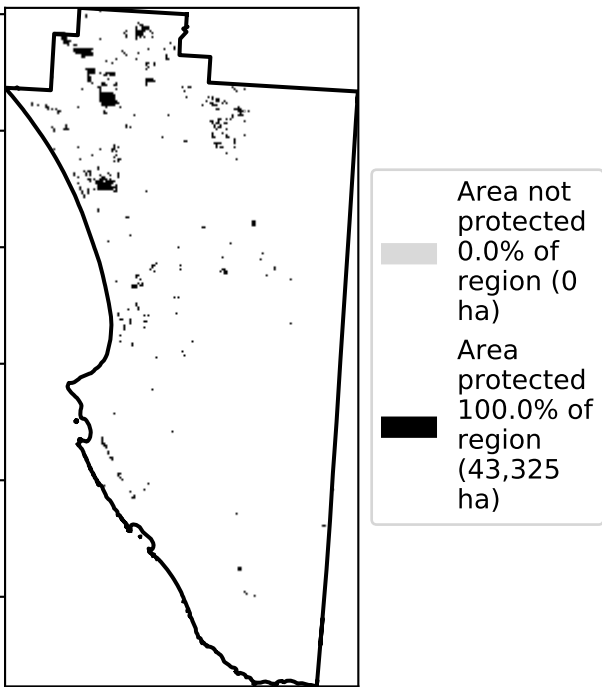 Area not
protected
0.0% of
region (0
ha)
Area
protected
100.0% of
region
(43,325
ha)